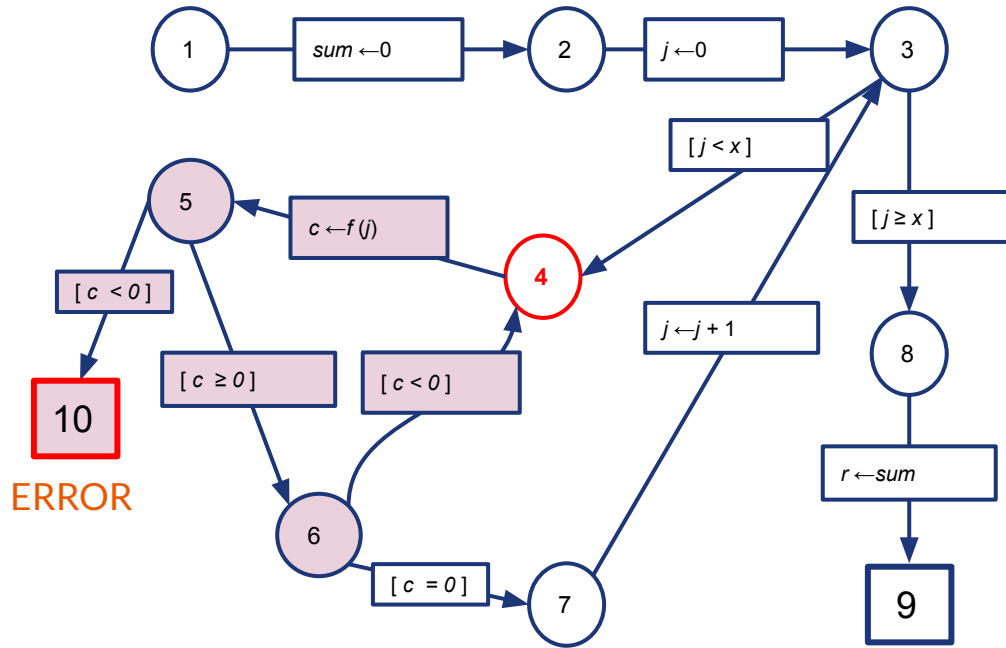 1
sum ←0
2
j ←0
3
[ j < x ]
5
c ←f (j)
[ j ≥ x ]
4
[ c < 0 ]
j ←j + 1
8
[ c ≥ 0 ]
[ c < 0 ]
10
r ←sum
ERROR
6
[ c = 0 ]
7
9